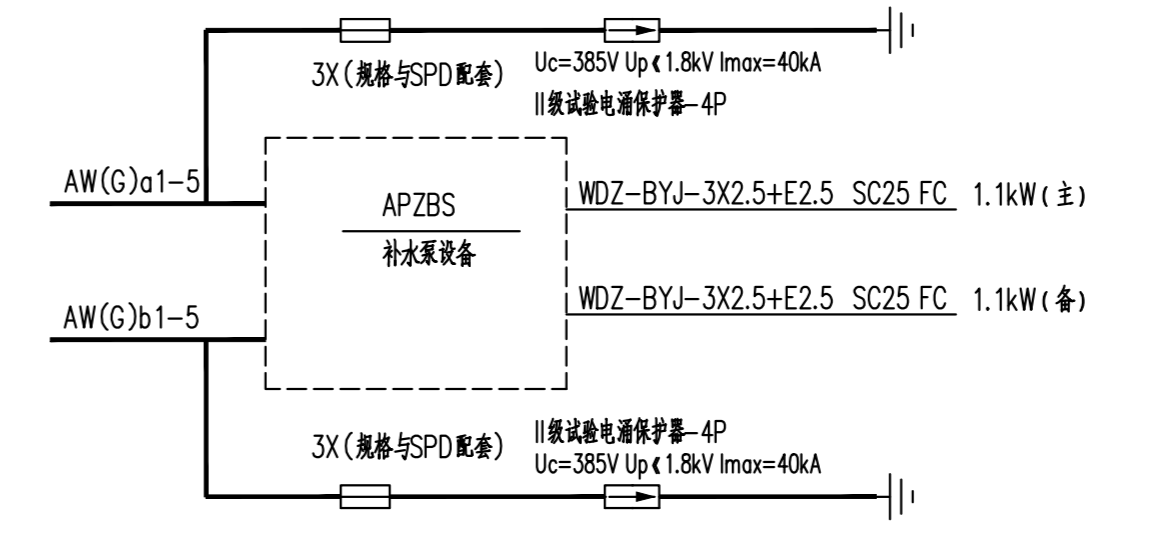 3X(规格与SPD配套)
Uc=385V Up《1.8kV Imax=40kA
II级试验电涌保护器-4P
AW(G)a1-5
APZBS
补水泵设备
WDZ-BYJ-3X2.5+E2.5 SC25 FC 1.1kW(主)
AW(G)b1-5
WDZ-BYJ-3X2.5+E2.5 SC25 FC 1.1kW(备)
3X(规格与SPD配套)
II级试验电涌保护器-4P
Uc=385V Up《1.8kV Imax=40kA